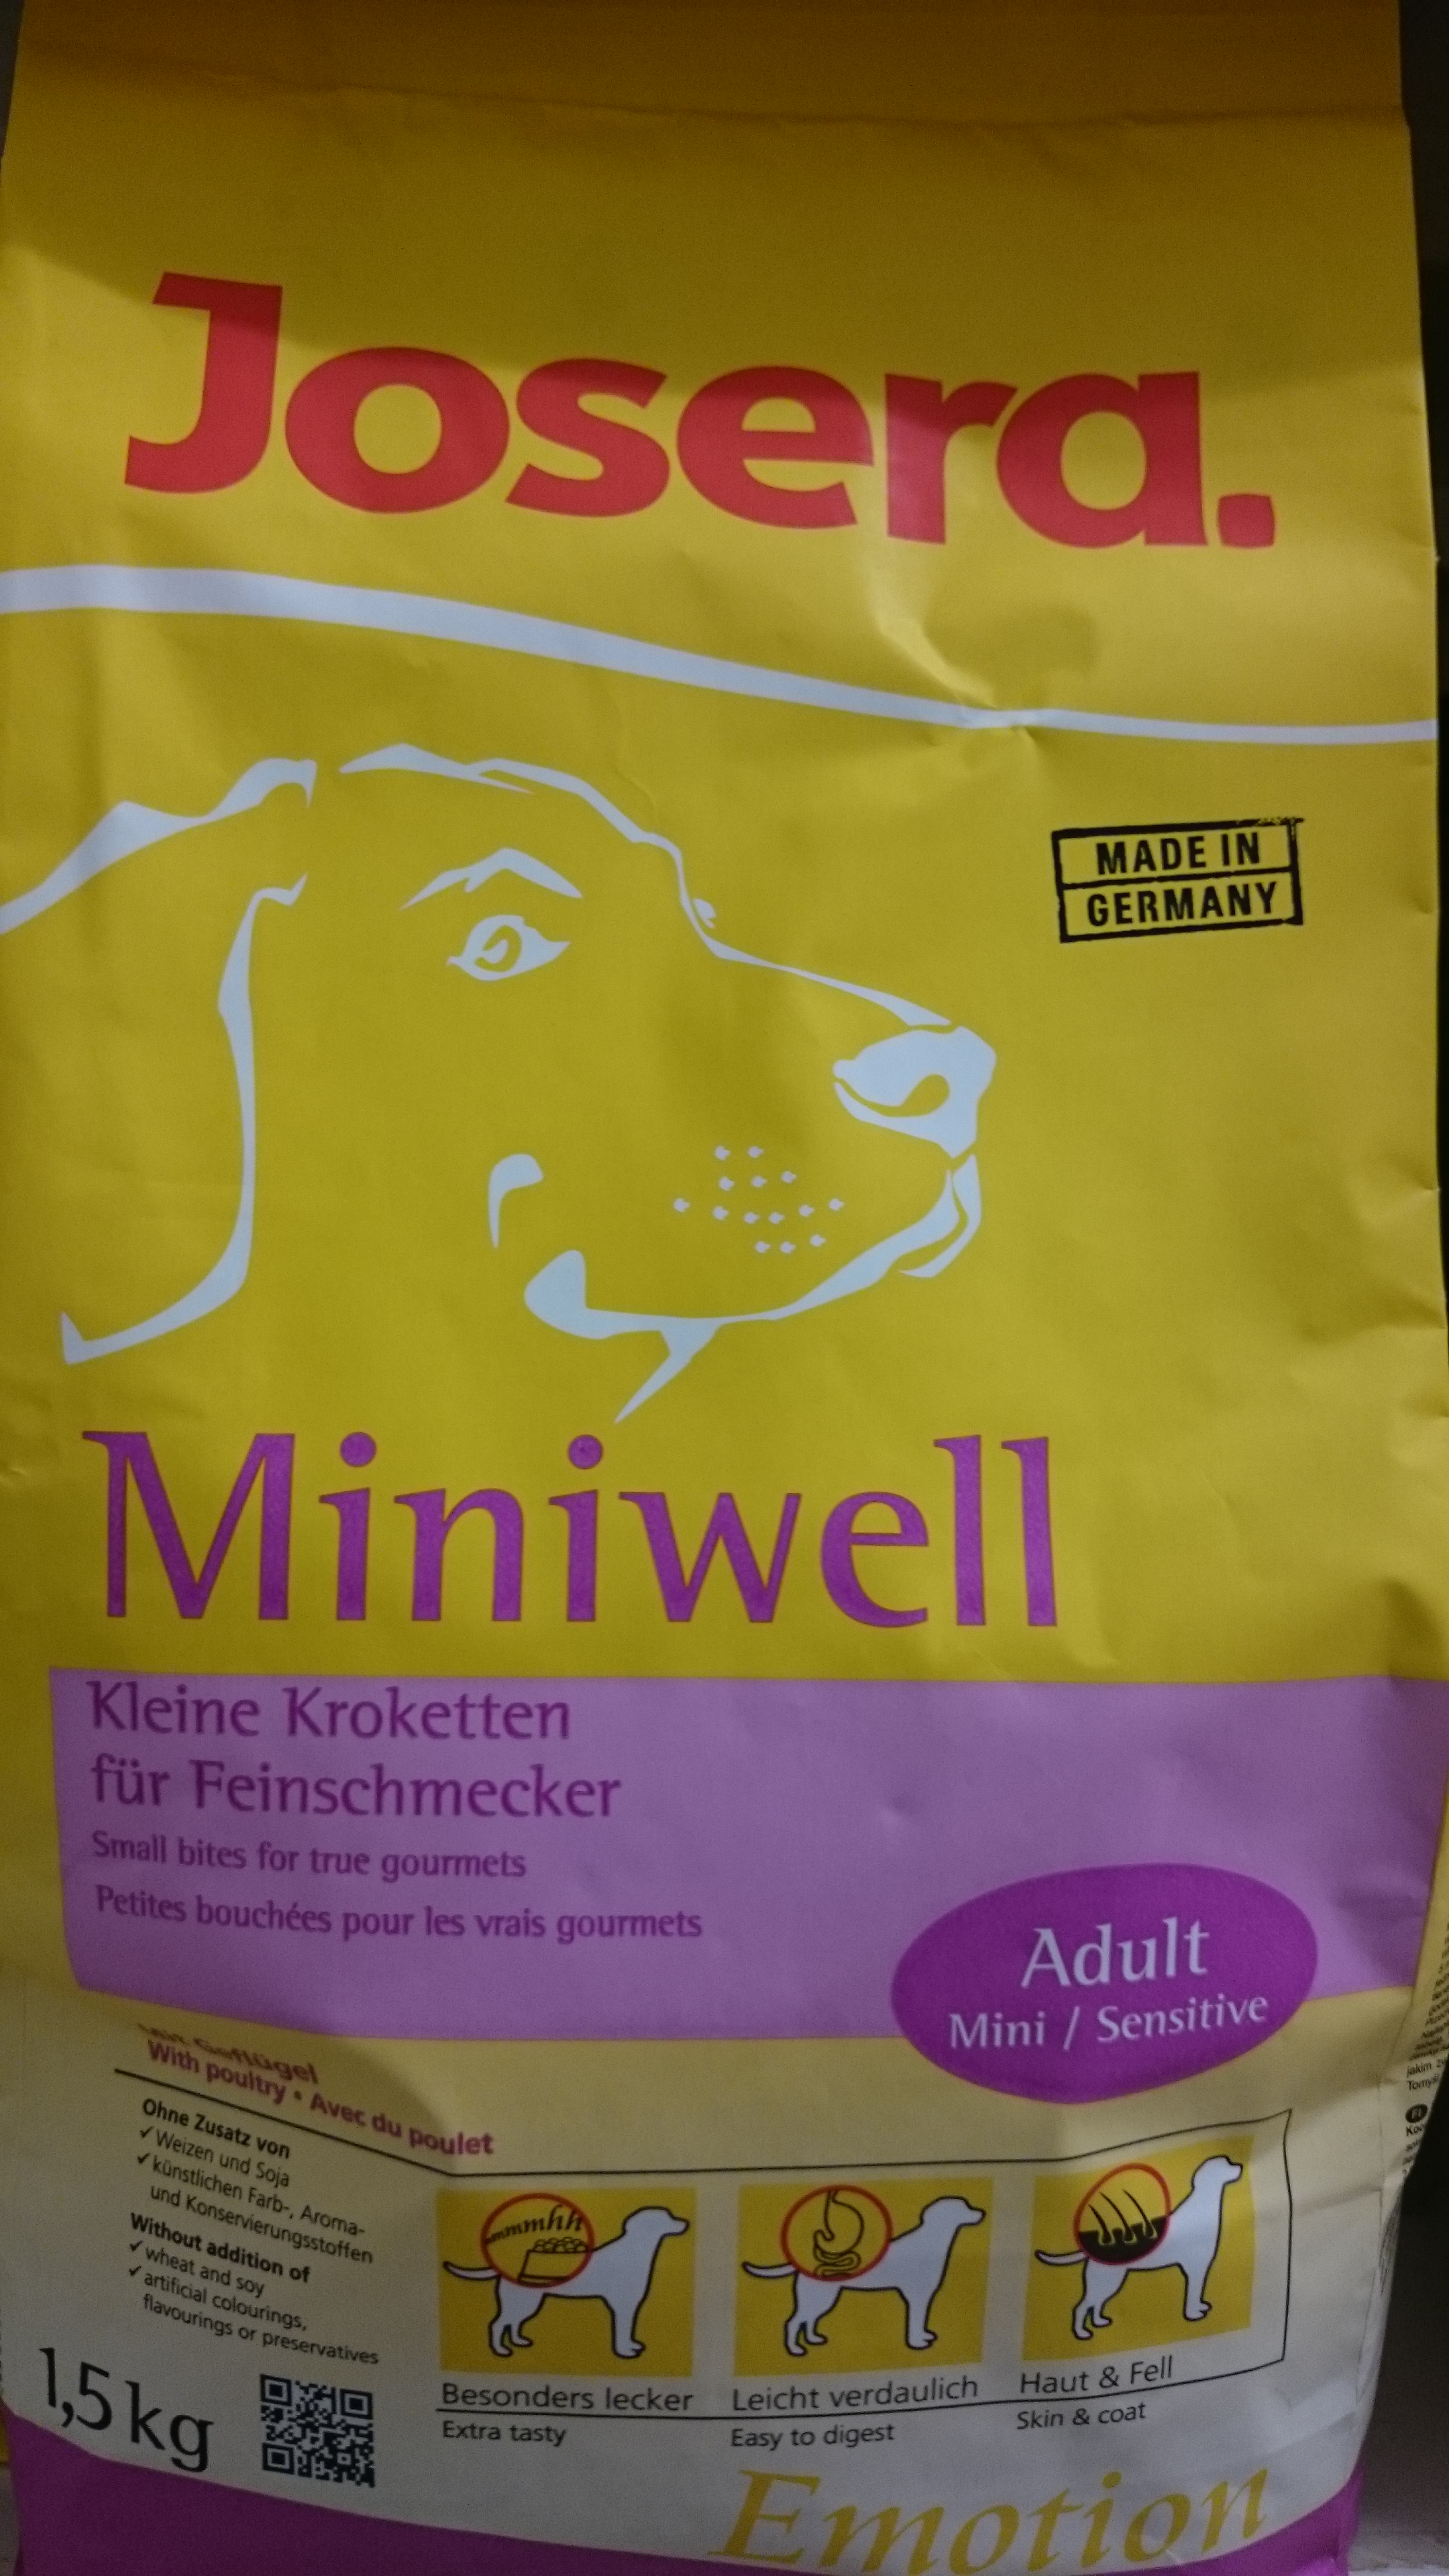 Josera.
MADE IN
GERMANY
Miniwell
Kleine Kroketten
für Feinschmecker
Small bites for true gourmets
Petites bouchées pour les vrais gourmets
Adult
Mini / Sensitive
Mit Geflügel
With poultry • Avec du poulet
Ohne Zusatz von
✓ Weizen und Soja
✓ künstlichen Farb-, Aroma-
und Konservierungsstoffen
Without addition of
✓ wheat and soy
✓ artificial colourings,
flavourings or preservatives
1,5 kg
mmmhh
Besonders lecker
Extra tasty
Leicht verdaulich
Easy to digest
Haut & Fell
Skin & coat
Emotion